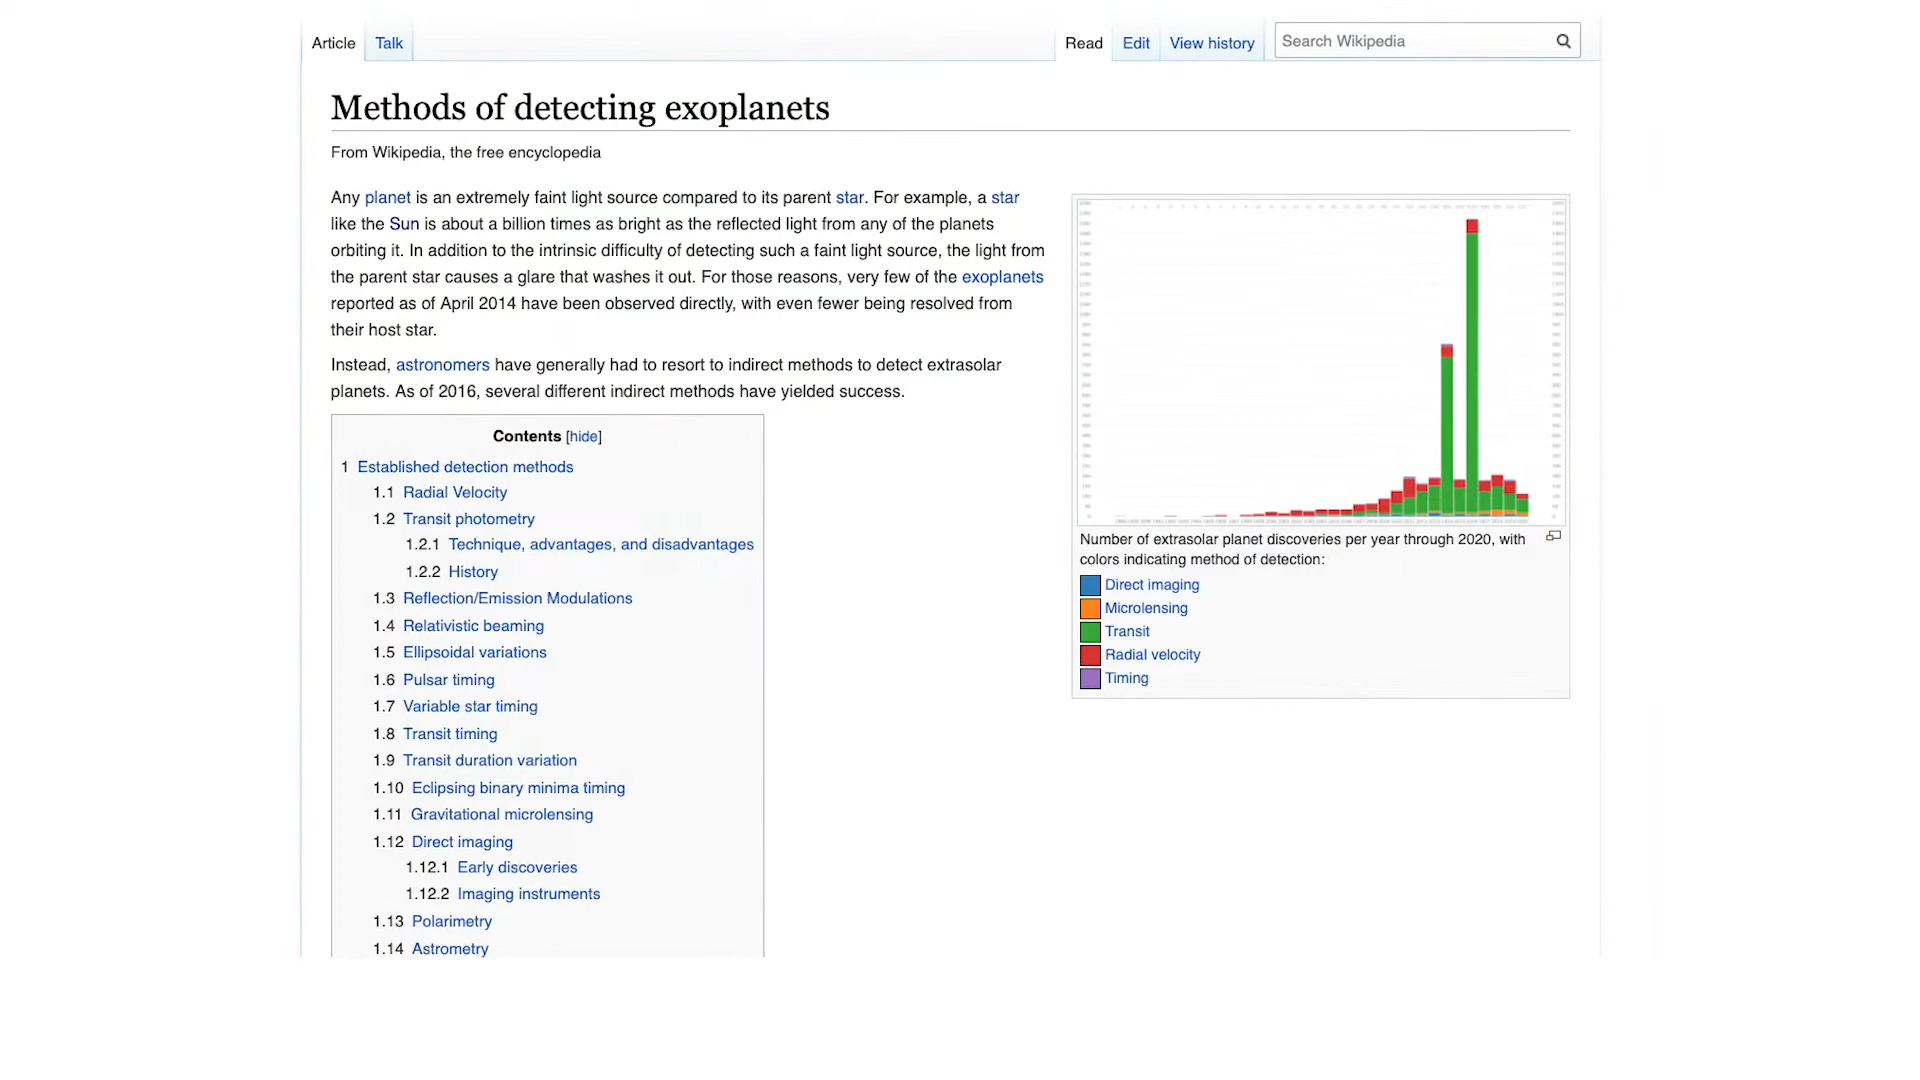 Article Talk Read Edit View history Search Wikipedia
Methods of detecting exoplanets
From Wikipedia, the free encyclopedia
Any planet is an extremely faint light source compared to its parent star. For example, a star
like the Sun is about a billion times as bright as the reflected light from any of the planets
orbiting it. In addition to the intrinsic difficulty of detecting such a faint light source, the light from
the parent star causes a glare that washes it out. For those reasons, very few of the exoplanets
reported as of April 2014 have been observed directly, with even fewer being resolved from
their host star.
Instead, astronomers have generally had to resort to indirect methods to detect extrasolar
planets. As of 2016, several different indirect methods have yielded success.
Contents [hide]
1 Established detection methods
1.1 Radial Velocity
1.2 Transit photometry
1.2.1 Technique, advantages, and disadvantages
1.2.2 History
1.3 Reflection/Emission Modulations
1.4 Relativistic beaming
1.5 Ellipsoidal variations
1.6 Pulsar timing
1.7 Variable star timing
1.8 Transit timing
1.9 Transit duration variation
1.10 Eclipsing binary minima timing
1.11 Gravitational microlensing
1.12 Direct imaging
1.12.1 Early discoveries
1.12.2 Imaging instruments
1.13 Polarimetry
1.14 Astrometry
Number of extrasolar planet discoveries per year through 2020, with
colors indicating method of detection:
Direct imaging
Microlensing
Transit
Radial velocity
Timing